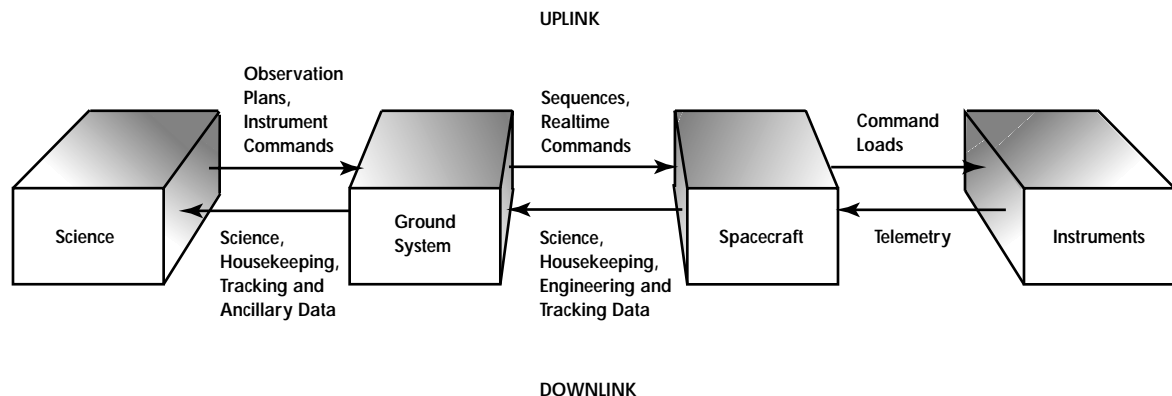 UPLINK
Observation
Plans,
Instrument
Commands
Sequences,
Realtime
Commands
Command
Loads
Science
Ground
System
Spacecraft
Instruments
Science,
Housekeeping,
Tracking and
Ancillary Data
Science,
Housekeeping,
Engineering and
Tracking Data
Telemetry
DOWNLINK